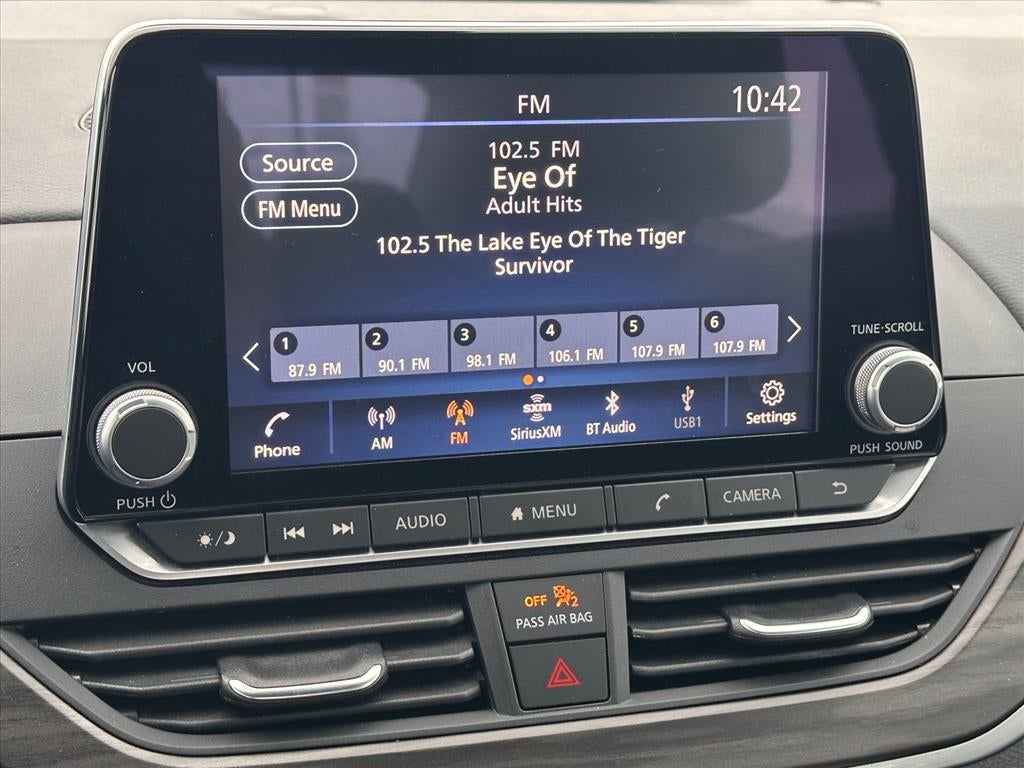 FM
10:42
Source
FM Menu
102.5 FM
Eye Of
Adult Hits
102.5 The Lake Eye Of The Tiger
Survivor
1
2
3
4
5
6
87.9 FM
90.1 FM
98.1 FM
106.1 FM
107.9 FM
107.9 FM
Phone
AM
FM
sxm
SiriusXM
BT Audio
USB1
Settings
VOL
PUSH
TUNE·SCROLL
PUSH SOUND
AUDIO
MENU
CAMERA
OFF
2
PASS AIR BAG